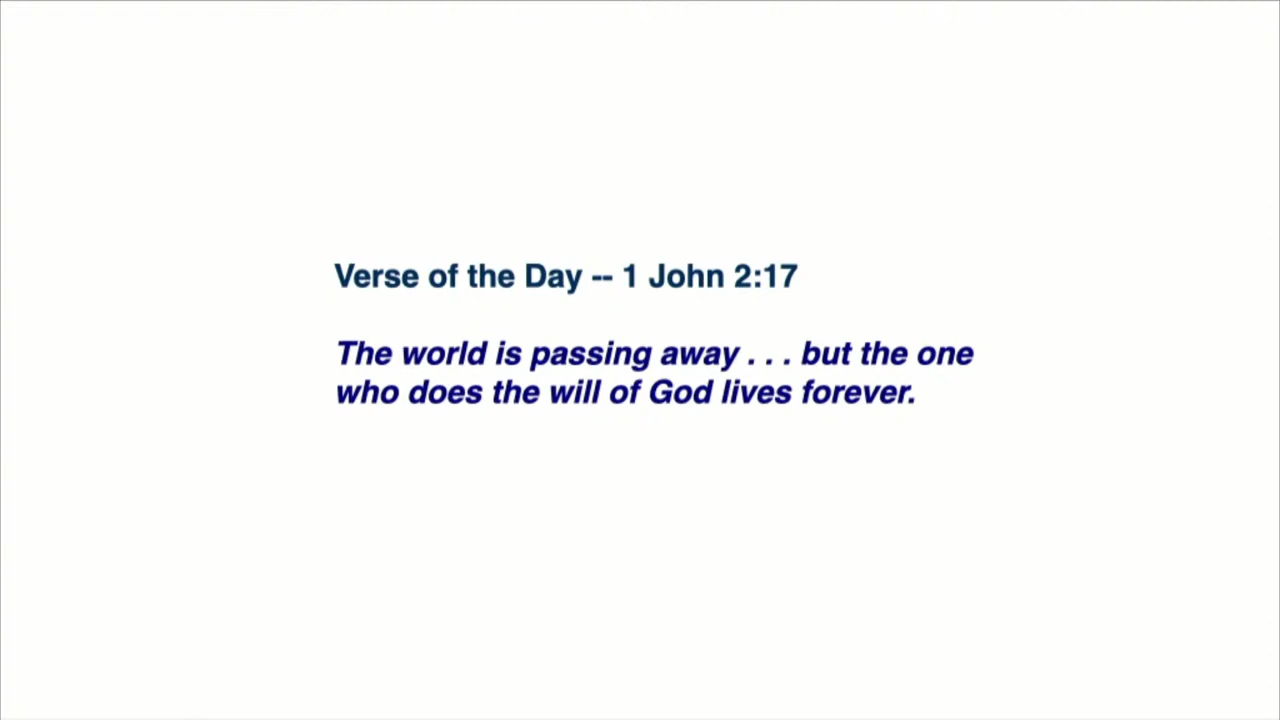 Verse of the Day -- 1 John 2:17
The world is passing away . . . but the one
who does the will of God lives forever.